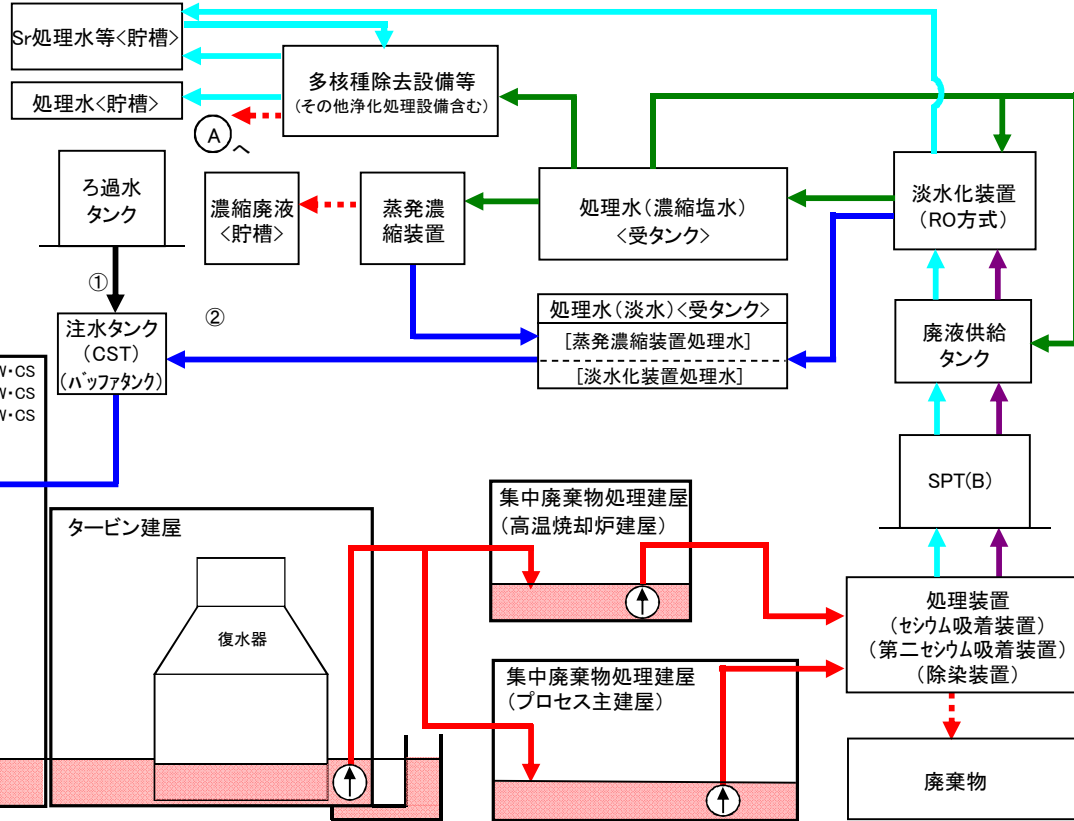 Sr処理水等<貯槽>
処理水<貯槽>
多核種除去設備等
(その他浄化処理設備含む)
A
へ
ろ過水
タンク
濃縮廃液
<貯槽>
蒸発濃
縮装置
処理水(濃縮塩水)
<受タンク>
淡水化装置
(RO方式)
①
②
注水タンク
(CST)
(バッファタンク)
処理水(淡水)<受タンク>
[蒸発濃縮装置処理水]
[淡水化装置処理水]
廃液供給
タンク
W・CS
W・CS
W・CS
SPT(B)
タービン建屋
復水器
集中廃棄物処理建屋
(高温焼却炉建屋)
集中廃棄物処理建屋
(プロセス主建屋)
処理装置
(セシウム吸着装置)
(第二セシウム吸着装置)
(除染装置)
廃棄物